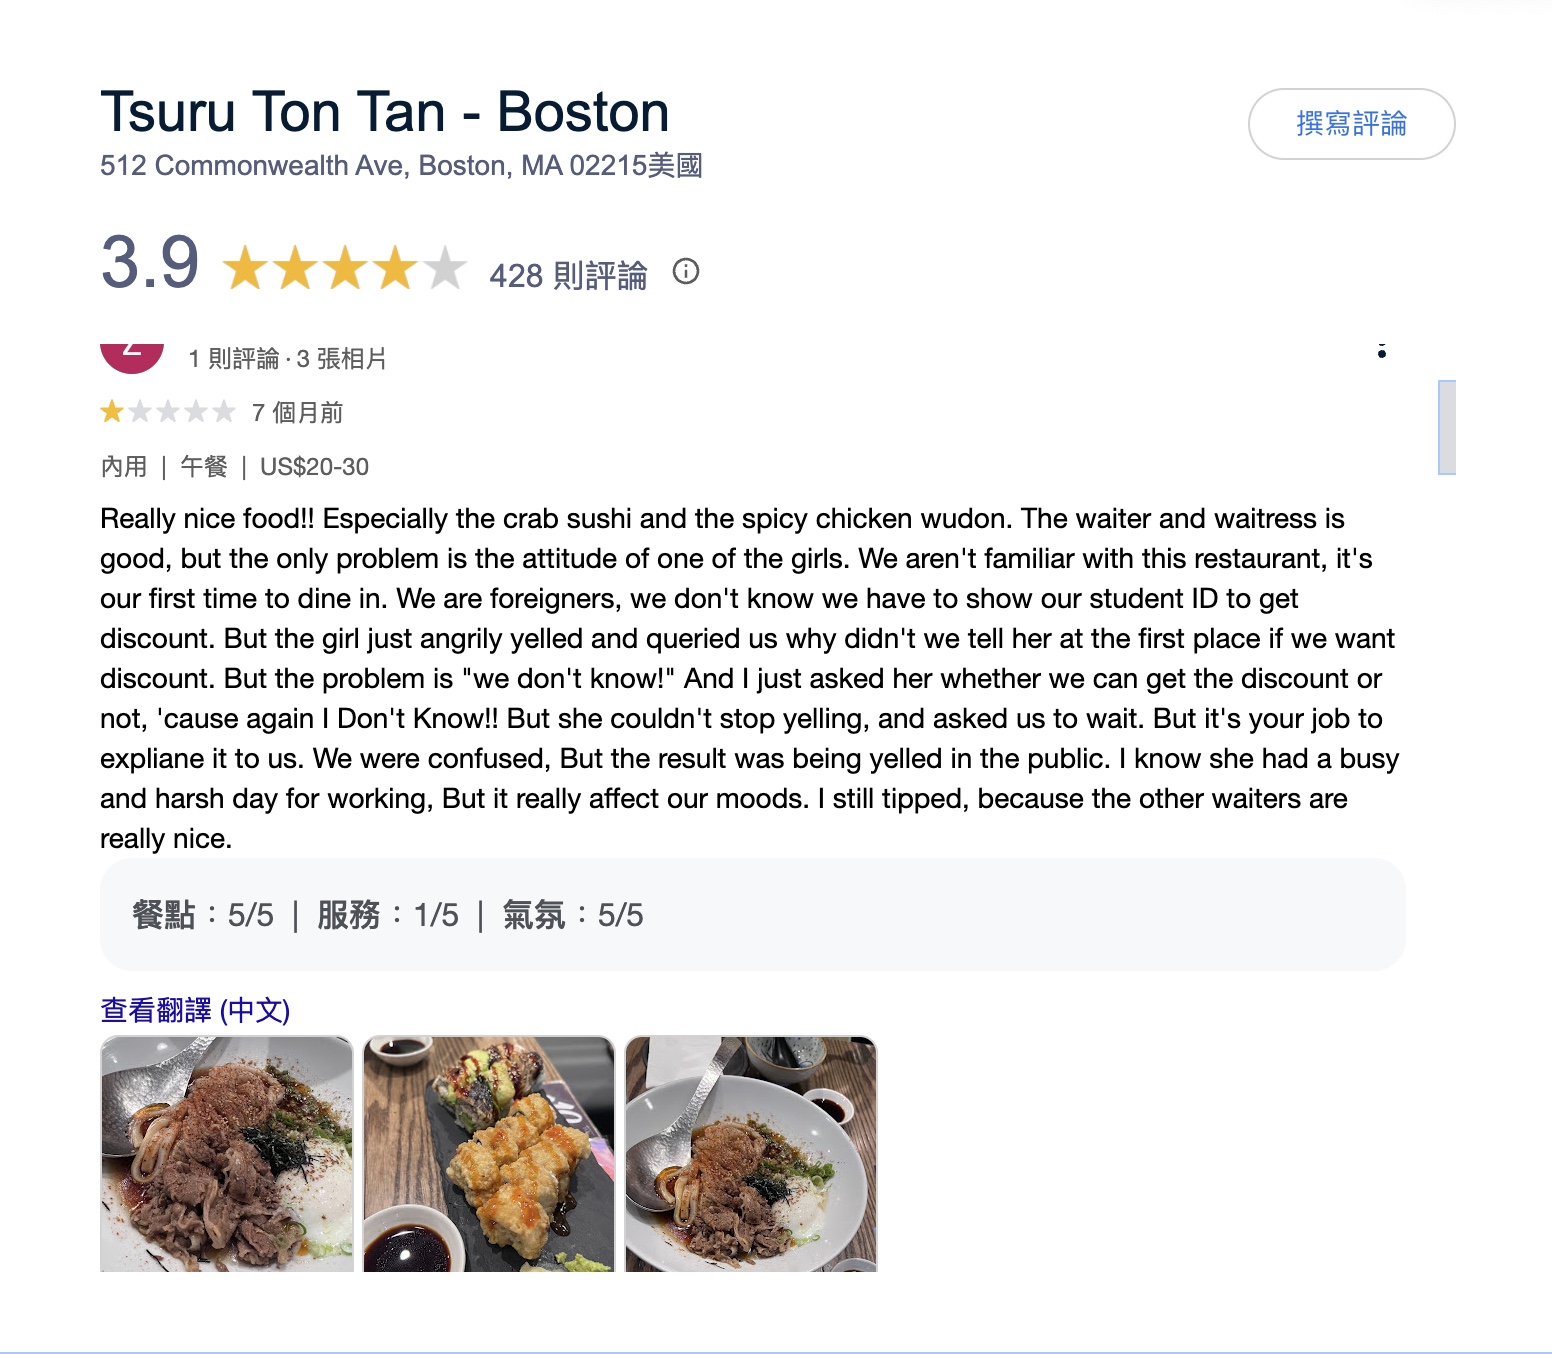 Tsuru Ton Tan - Boston
撰寫評論
512 Commonwealth Ave, Boston, MA 02215美國
3.9 428 則評論
1 則評論 · 3 張相片
7 個月前
內用 | 午餐 | US$20-30
Really nice food!! Especially the crab sushi and the spicy chicken wudon. The waiter and waitress is
good, but the only problem is the attitude of one of the girls. We aren't familiar with this restaurant, it's
our first time to dine in. We are foreigners, we don't know we have to show our student ID to get
discount. But the girl just angrily yelled and queried us why didn't we tell her at the first place if we want
discount. But the problem is "we don't know!" And I just asked her whether we can get the discount or
not, 'cause again I Don't Know!! But she couldn't stop yelling, and asked us to wait. But it's your job to
expliane it to us. We were confused, But the result was being yelled in the public. I know she had a busy
and harsh day for working, But it really affect our moods. I still tipped, because the other waiters are
really nice.
餐點：5/5 | 服務：1/5 | 氣氛：5/5
查看翻譯 (中文)